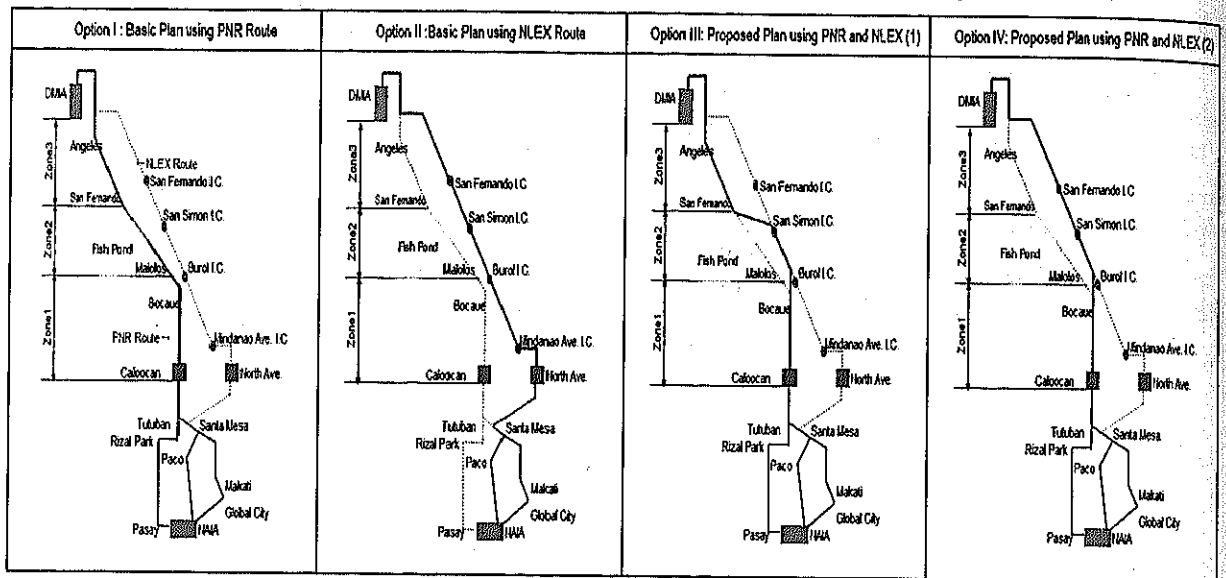 Option I : Basic Plan using PNR Route
DMIA
Zone3
Angeles
NLEX Route
San Fernando I.C.
San Fernando
San Simon I.C.
Zone2
Fish Pond
Malolos
Burol I.C.
Bocaue
Zone1
PNR Route
Mindanao Ave. I.C.
Caloocan
North Ave.
Tutuban
Santa Mesa
Rizal Park
Paco
Makati
Global City
Pasay
NAIA
Option II :Basic Plan using NLEX Route
DMIA
Zone3
Angeles
San Fernando I.C.
San Fernando
San Simon I.C.
Zone2
Fish Pond
Malolos
Burol I.C.
Bocaue
Zone1
Mindanao Ave. I.C.
Caloocan
North Ave.
Tutuban
Santa Mesa
Rizal Park
Paco
Makati
Global City
Pasay
NAIA
Option III: Proposed Plan using PNR and NLEX (1)
DMIA
Zone3
Angeles
San Fernando I.C.
San Fernando
San Simon I.C.
Zone2
Fish Pond
Malolos
Burol I.C.
Bocaue
Zone1
Mindanao Ave. I.C.
Caloocan
North Ave.
Tutuban
Santa Mesa
Rizal Park
Paco
Makati
Global City
Pasay
NAIA
Option IV: Proposed Plan using PNR and NLEX (2)
DMIA
Zone3
Angeles
San Fernando I.C.
San Fernando
San Simon I.C.
Zone2
Fish Pond
Malolos
Burol I.C.
Bocaue
Zone1
Mindanao Ave. I.C.
Caloocan
North Ave.
Tutuban
Santa Mesa
Rizal Park
Paco
Makati
Global City
Pasay
NAIA